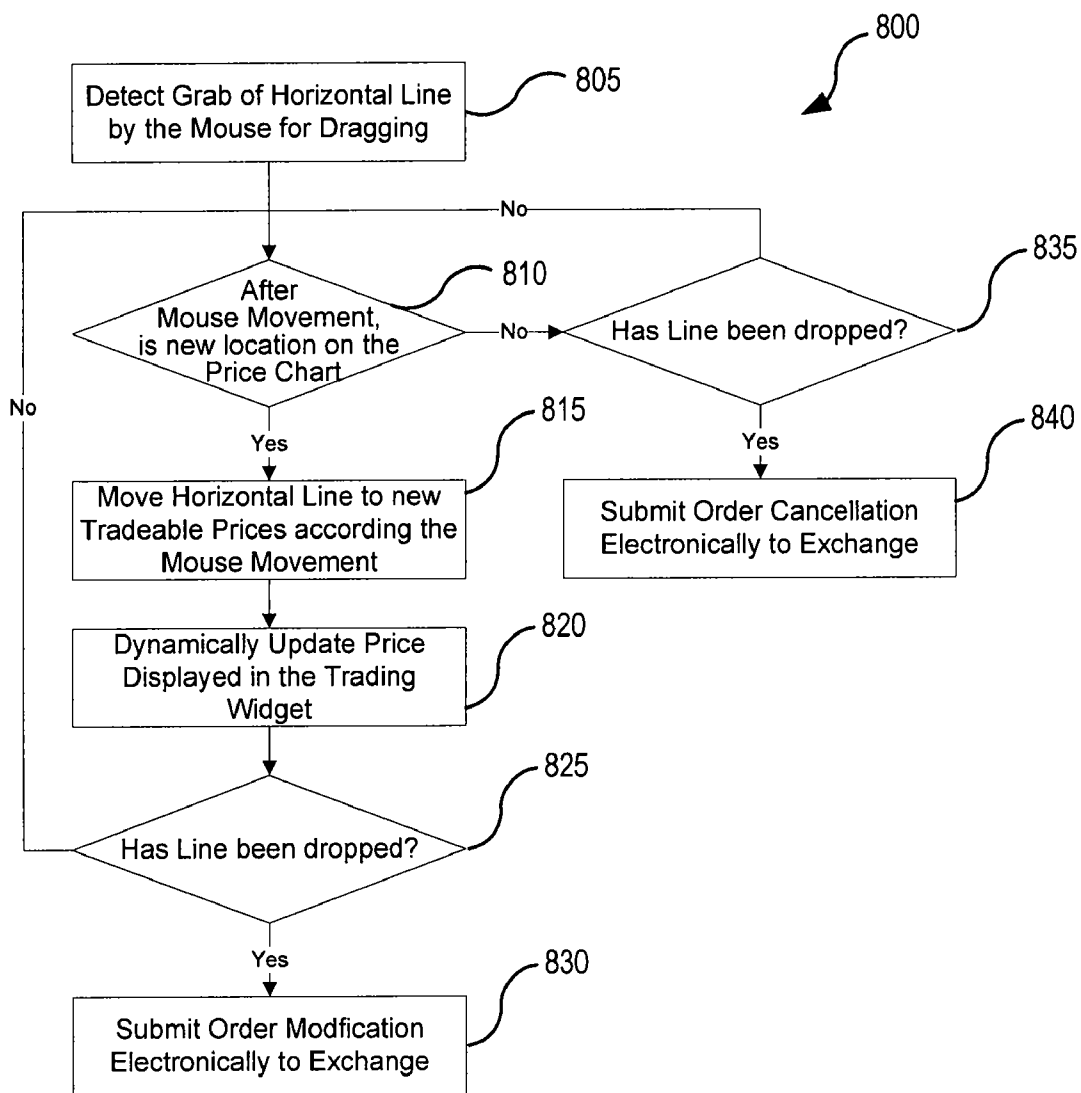 800
Detect Grab of Horizontal Line
by the Mouse for Dragging
805
No
After
Mouse Movement,
is new location on the
Price Chart
810
No
Has Line been dropped?
835
No
Yes
Yes
Move Horizontal Line to new
Tradeable Prices according the
Mouse Movement
815
Submit Order Cancellation
Electronically to Exchange
840
Dynamically Update Price
Displayed in the Trading
Widget
820
Has Line been dropped?
825
Yes
Submit Order Modfication
Electronically to Exchange
830